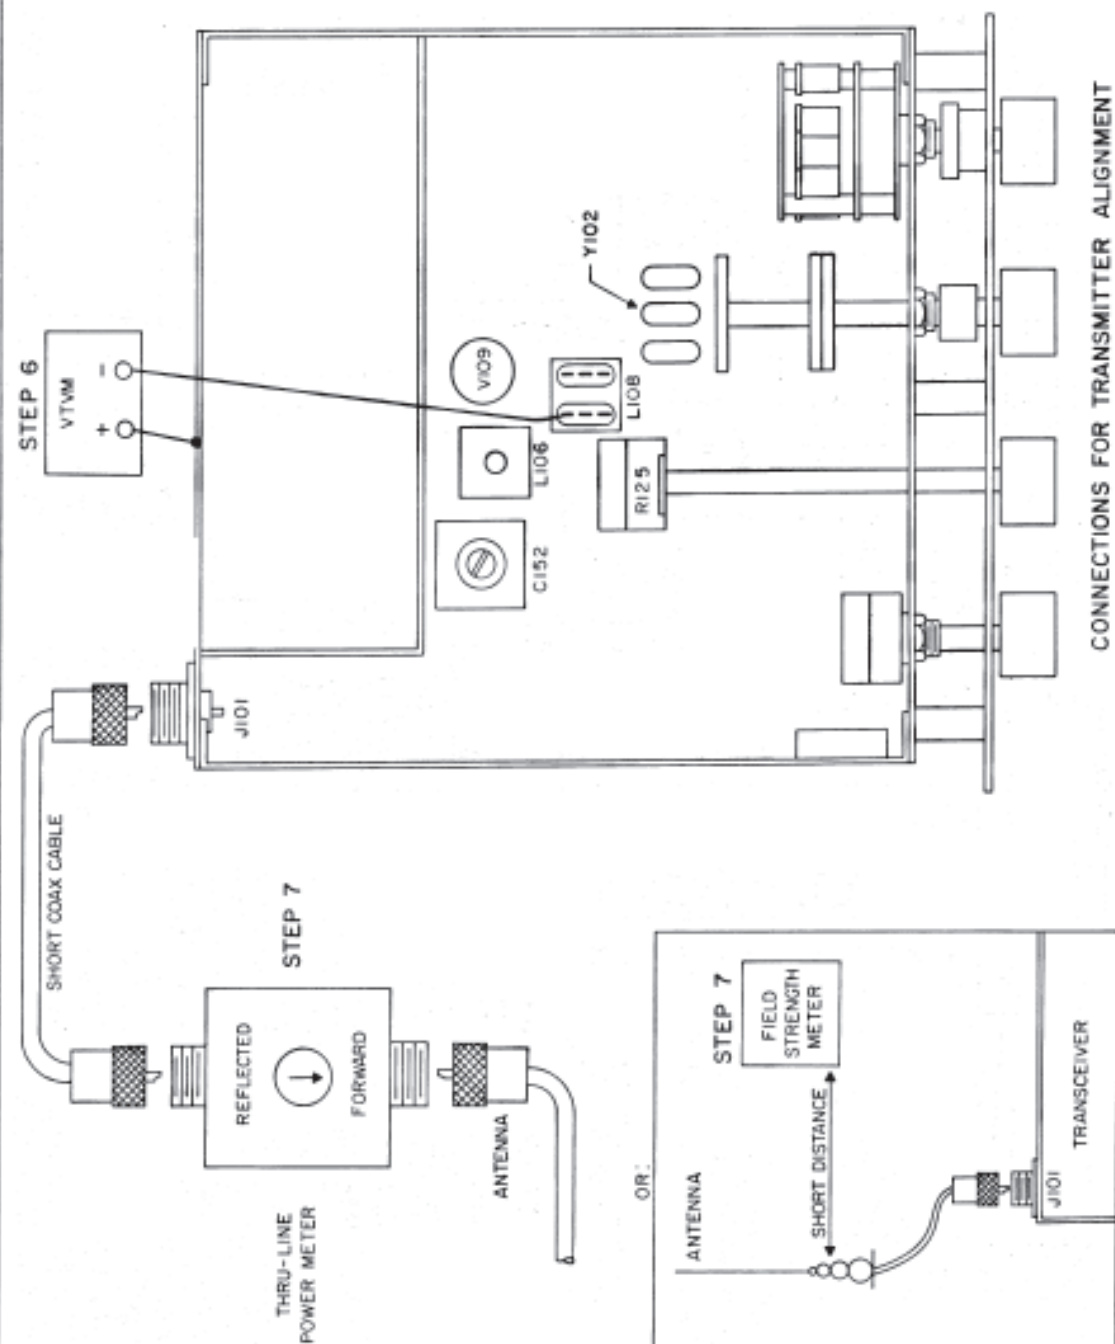 STEP 6
VTVM
+ -
V109
Y102
L106
L108
C152
R125
J101
SHORT COAX CABLE
STEP 7
REFLECTED
FORWARD
ANTENNA
THRU-LINE
POWER METER
OR:
STEP 7
FIELD
STRENGTH
METER
ANTENNA
SHORT DISTANCE
J101
TRANSCEIVER
CONNECTIONS FOR TRANSMITTER ALIGNMENT